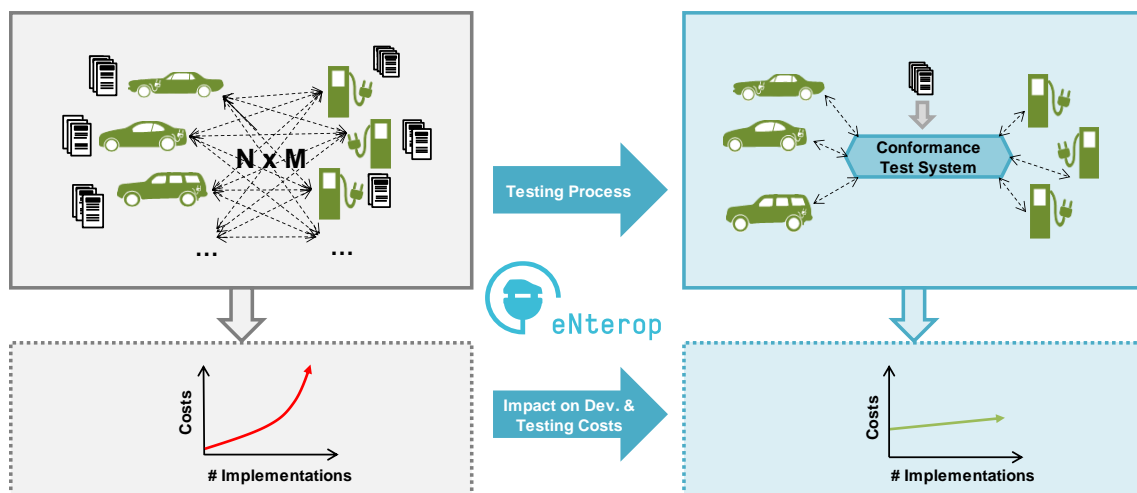 N x M
...
...
Testing Process
Conformance
Test System
eNterop
Costs
# Implementations
Impact on Dev. &
Testing Costs
Costs
# Implementations